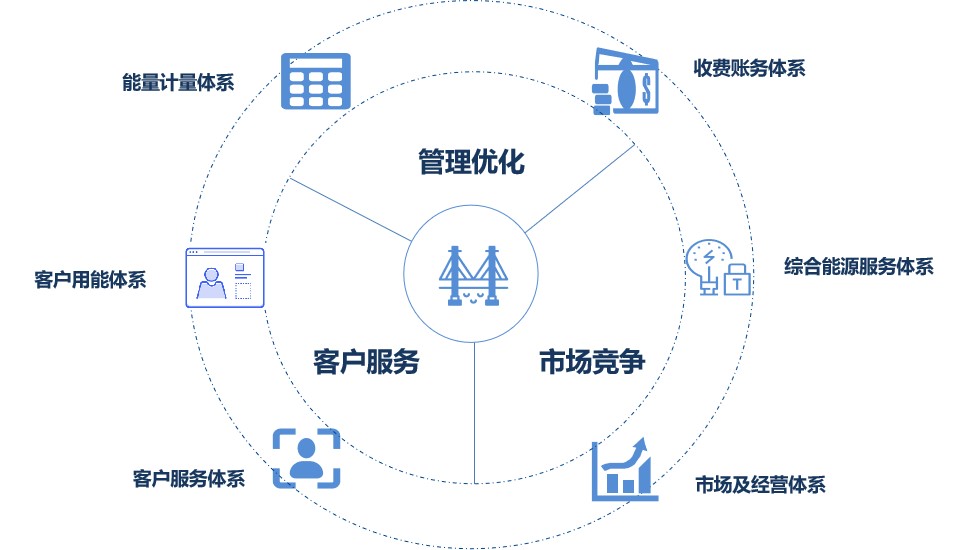 能量计量体系
收费账务体系
管理优化
客户用能体系
综合能源服务体系
客户服务
市场竞争
客户服务体系
市场及经营体系